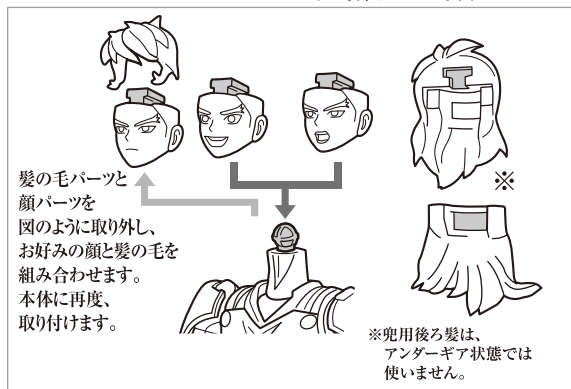 髪の毛パーツと
顔パーツを
図のように取り外し、
お好みの顔と髪の毛を
組み合わせます。
本体に再度、
取り付けます。
※
※兜用後ろ髪は、
アンダーギア状態では
使いません。